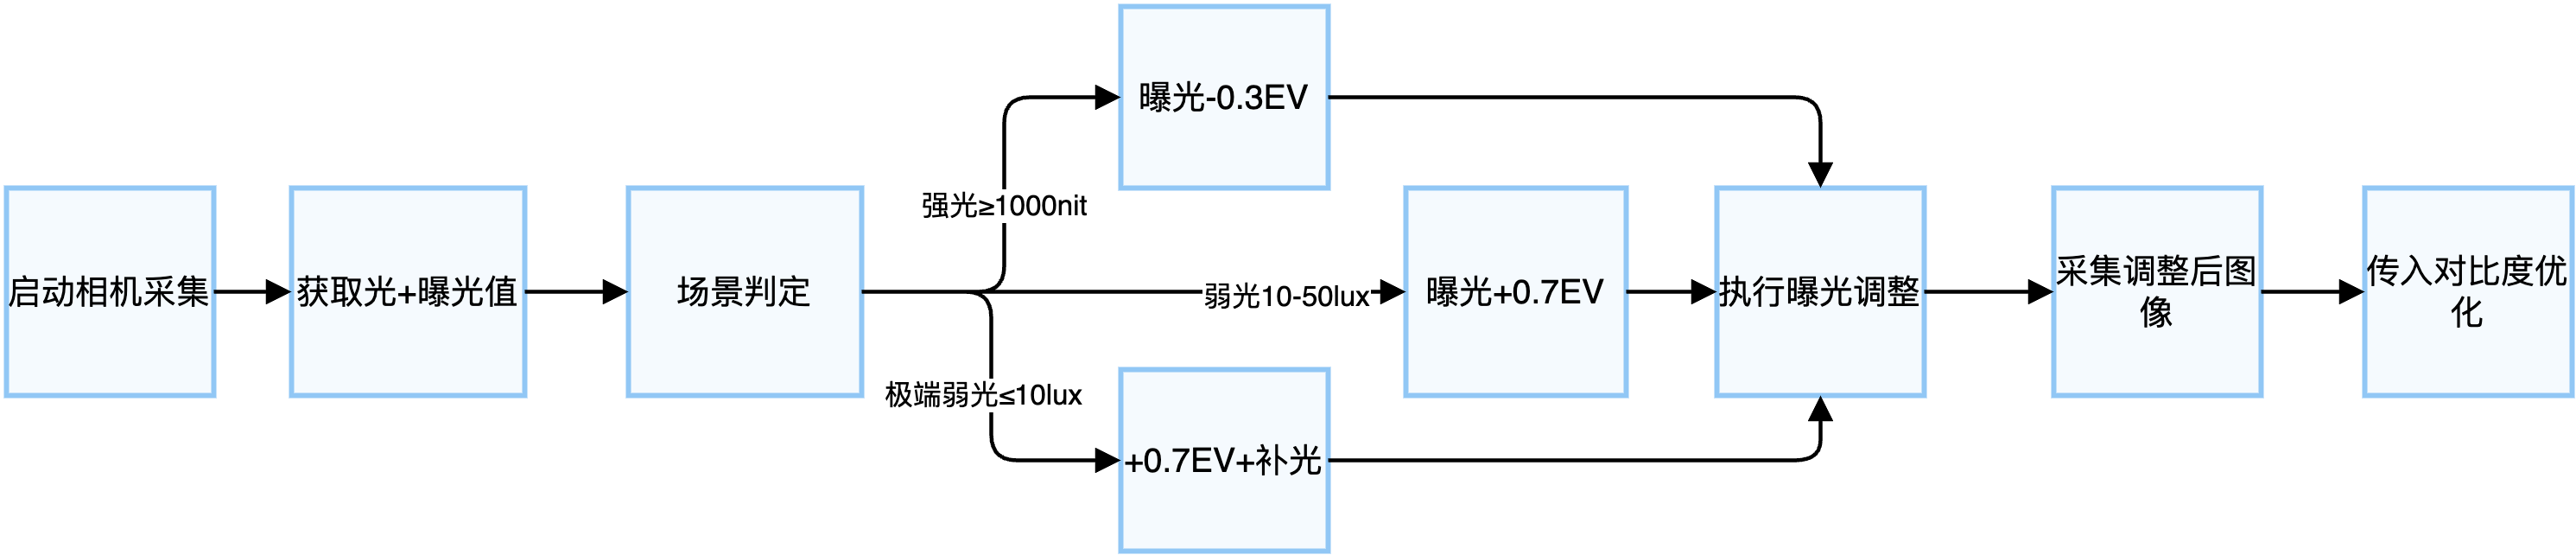 启动相机采集
获取光+曝光值
场景判定
强光≥1000nit
曝光-0.3EV
弱光10-50lux
曝光+0.7EV
极端弱光≤10lux
+0.7EV+补光
执行曝光调整
采集调整后图
像
传入对比度优
化